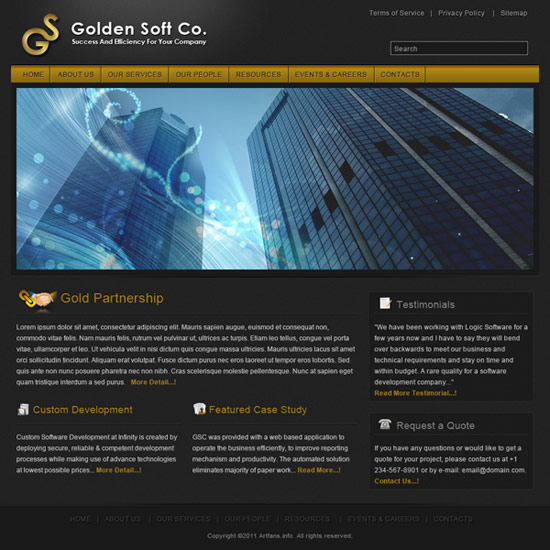 GS
Golden Soft Co.
Success And Efficiency For Your Company
Terms of Service | Privacy Policy | Sitemap
Search
HOME ABOUT US OUR SERVICES OUR PEOPLE RESOURCES EVENTS & CAREERS CONTACTS
Gold Partnership
Lorem ipsum dolor sit amet, consectetur adipiscing elit. Mauris sapien augue, euismod et consequat non,
commodo vitae felis. Nam mauris felis, rutrum vel pulvinar ut, ultrices ac turpis. Etiam leo tellus, congue vel porta
vitae, ullamcorper et leo. Ut vehicula velit in nisi dictum quis congue massa ultricies. Mauris ultricies lacus sit amet
orci sollicitudin tincidunt. Aliquam erat volutpat. Fusce dictum purus nec eros laoreet ut tempor eros lobortis. Sed
quis ante non nunc posuere pharetra nec non nibh. Cras scelerisque molestie pellentesque. Nunc at sapien eget
quam tristique interdum a sed purus. More Detail...!
Custom Development
Custom Software Development at Infinity is created by
deploying secure, reliable & competent development
processes while making use of advance technologies
at lowest possible prices... More Detail...!
Featured Case Study
GSC was provided with a web based application to
operate the business efficiently, to improve reporting
mechanism and productivity. The automated solution
eliminates majority of paper work... Read More...!
Testimonials
"We have been working with Logic Software for a
few years now and I have to say they will bend
over backwards to meet our business and
technical requirements and stay on time and
within budget. A rare quality for a software
development company..."
Read More Testimorial...!
Request a Quote
If you have any questions or would like to get a
quote for your project, please contact us at +1
234-567-8901 or by e-mail: email@domain.com.
Contact Us...!
HOME | ABOUT US | OUR SERVICES | OUR PEOPLE | RESOURCES | EVENTS & CAREERS | CONTACTS
Copyright ©2011 Artfans.info. All rights reserved.